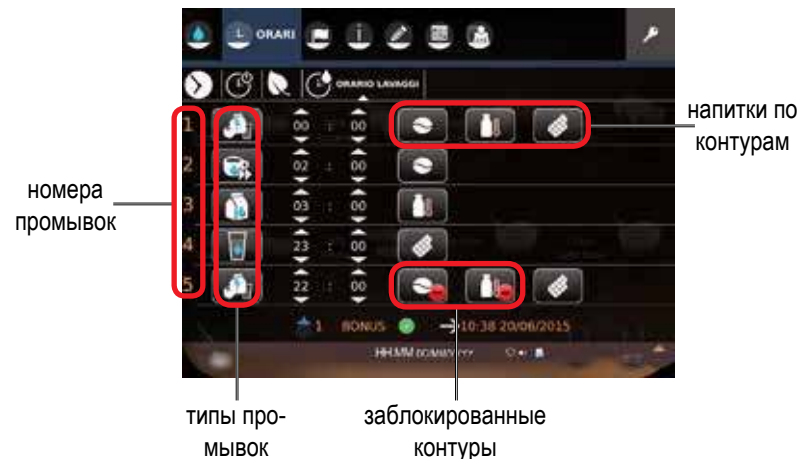 ORARI
ORARIO LAVAGGI
напитки по
контурам
1 00 : 00
2 02 : 00
номера
промывок
3 03 : 00
4 23 : 00
5 22 : 00
1 BONUS 10:38 20/06/2015
HH.MM
типы про-
мывок
заблокированные
контуры